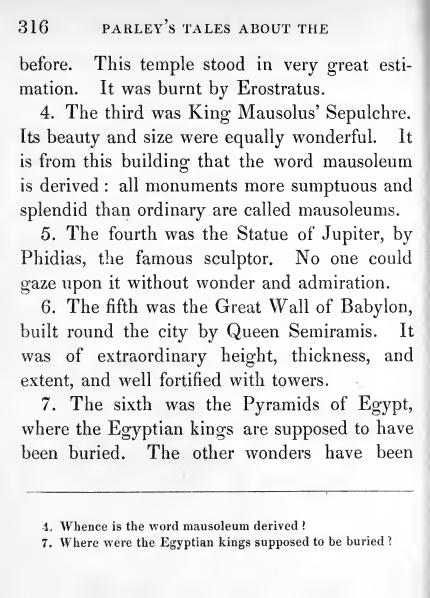 316 PARLEY'S TALES ABOUT THE
before. This temple stood in very great esti-
mation. It was burnt by Erostratus.
4. The third was King Mausolus' Sepulchre.
Its beauty and size were equally wonderful. It
is from this building that the word mausoleum
is derived : all monuments more sumptuous and
splendid than ordinary are called mausoleums.
5. The fourth was the Statue of Jupiter, by
Phidias, the famous sculptor. No one could
gaze upon it without wonder and admiration.
6. The fifth was the Great Wall of Babylon,
built round the city by Queen Semiramis. It
was of extraordinary height, thickness, and
extent, and well fortified with towers.
7. The sixth was the Pyramids of Egypt,
where the Egyptian kings are supposed to have
been buried. The other wonders have been
4. Whence is the word mausoleum derived ?
7. Where were the Egyptian kings supposed to be buried ?